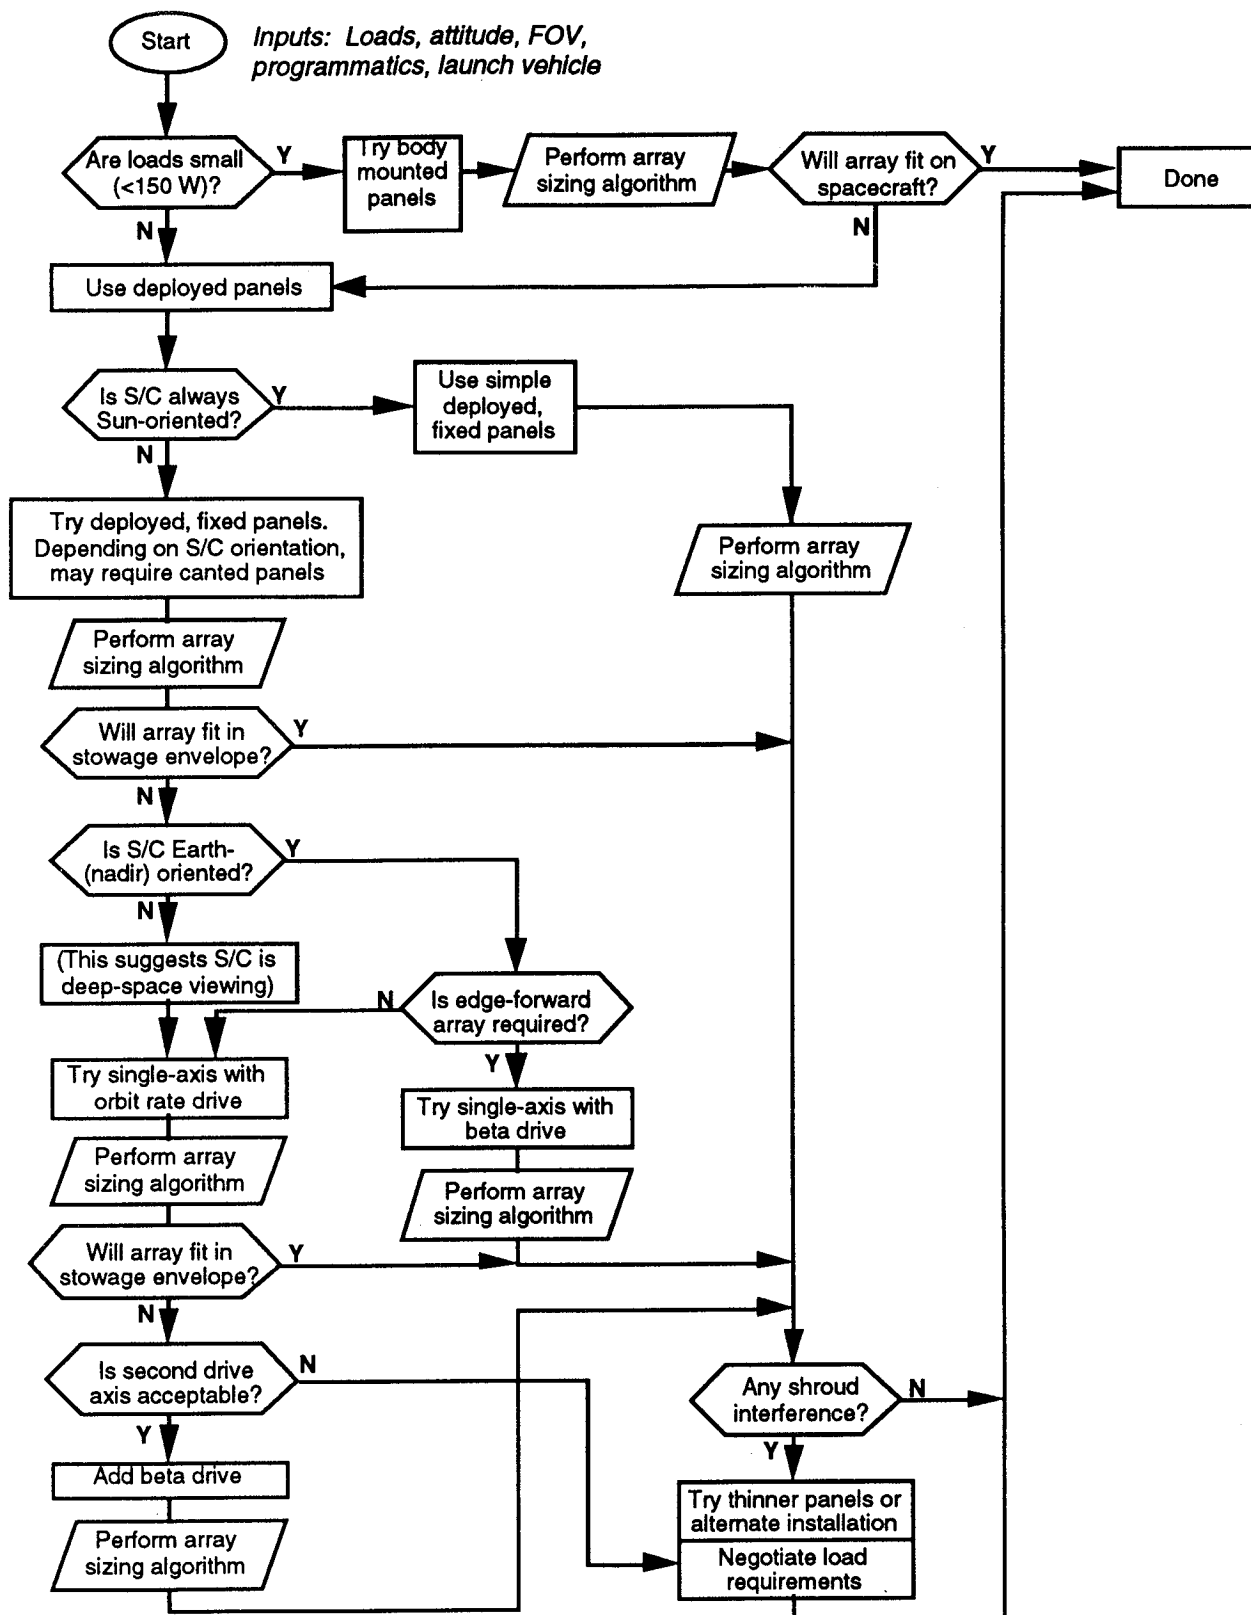 Start
Inputs: Loads, attitude, FOV,
programmatics, launch vehicle
Are loads small
(<150 W)?
Y
N
Try body
mounted
panels
Perform array
sizing algorithm
Will array fit on
spacecraft?
Y
N
Done
Use deployed panels
Is S/C always
Sun-oriented?
Y
N
Use simple
deployed,
fixed panels
Try deployed, fixed panels.
Depending on S/C orientation,
may require canted panels
Perform array
sizing algorithm
Perform array
sizing algorithm
Will array fit in
stowage envelope?
Y
N
Is S/C Earth-
(nadir) oriented?
Y
N
(This suggests S/C is
deep-space viewing)
N
Is edge-forward
array required?
Y
Try single-axis with
orbit rate drive
Try single-axis with
beta drive
Perform array
sizing algorithm
Perform array
sizing algorithm
Will array fit in
stowage envelope?
Y
N
Is second drive
axis acceptable?
N
Y
Any shroud
interference?
N
Y
Add beta drive
Try thinner panels or
alternate installation
Perform array
sizing algorithm
Negotiate load
requirements